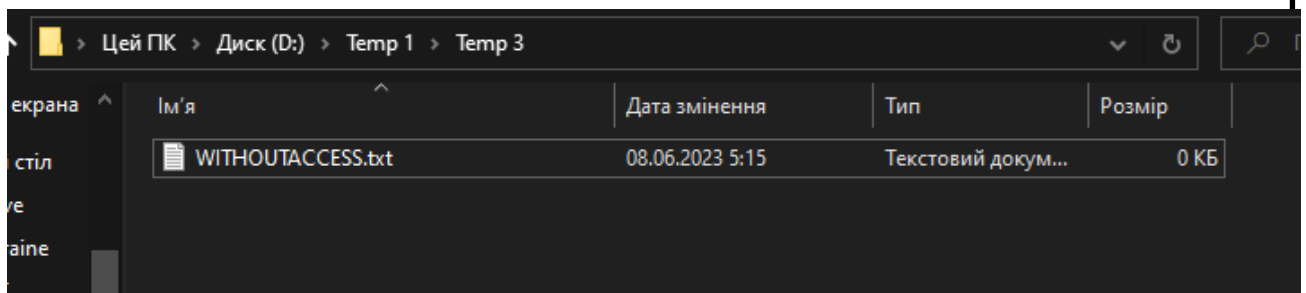 Цей ПК > Диск (D:) > Temp 1 > Temp 3
екрана Ім'я Дата змінення Тип Розмір
стіл WITHOUTACCESS.txt 08.06.2023 5:15 Текстовий докум... 0 КБ